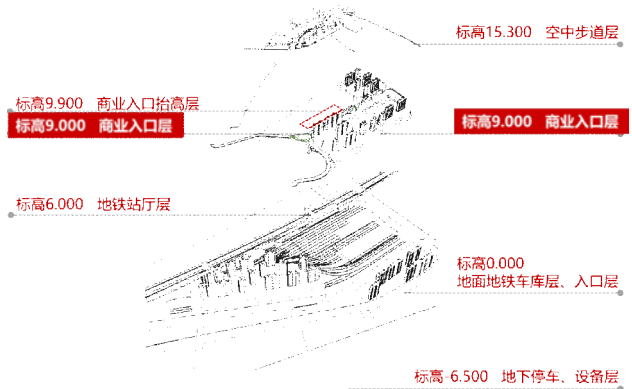 标高15.300 空中步道层
标高9.900 商业入口抬高层
标高9.000 商业入口层
标高9.000 商业入口层
标高6.000 地铁站厅层
标高0.000
地面地铁车库层、入口层
标高-6.500 地下停车、设备层